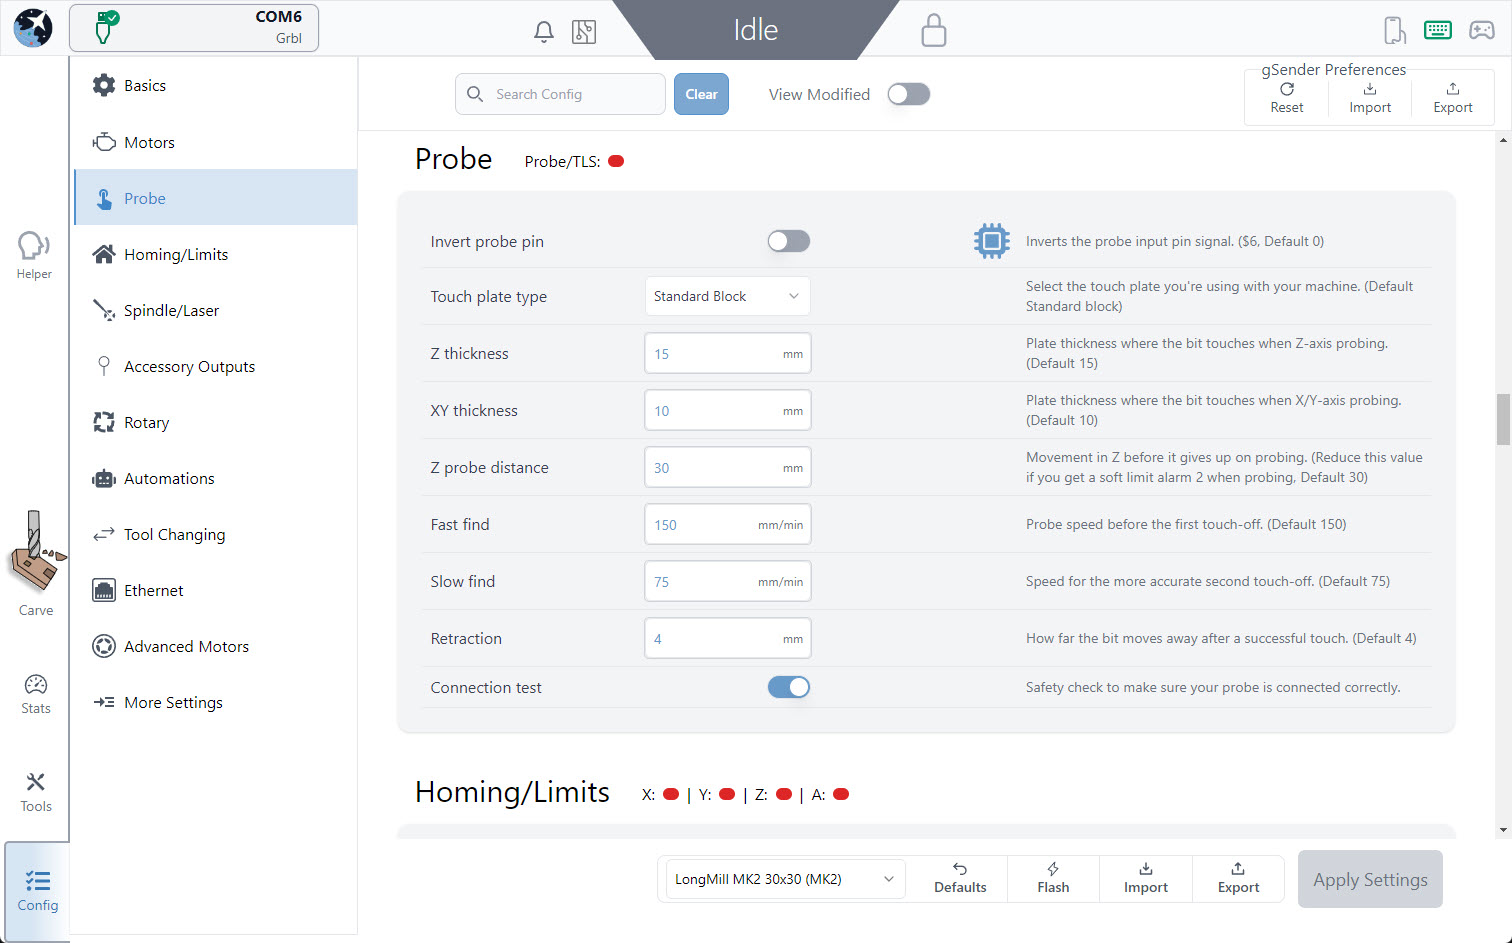 COM6
Grbl
Idle
Helper
Carve
Stats
Tools
Config
Basics
Motors
Probe
Homing/Limits
Spindle/Laser
Accessory Outputs
Rotary
Automations
Tool Changing
Ethernet
Advanced Motors
More Settings
Search Config
Clear
View Modified
gSender Preferences
Reset
Import
Export
Probe
Probe/TLS:
Invert probe pin
Inverts the probe input pin signal. ($6, Default 0)
Touch plate type
Standard Block
Select the touch plate you're using with your machine. (Default
Standard block)
Z thickness
15 mm
Plate thickness where the bit touches when Z-axis probing.
(Default 15)
XY thickness
10 mm
Plate thickness where the bit touches when X/Y-axis probing.
(Default 10)
Z probe distance
30 mm
Movement in Z before it gives up on probing. (Reduce this value
if you get a soft limit alarm 2 when probing, Default 30)
Fast find
150 mm/min
Probe speed before the first touch-off. (Default 150)
Slow find
75 mm/min
Speed for the more accurate second touch-off. (Default 75)
Retraction
4 mm
How far the bit moves away after a successful touch. (Default 4)
Connection test
Safety check to make sure your probe is connected correctly.
Homing/Limits
X: | Y: | Z: | A:
LongMill MK2 30x30 (MK2)
Defaults
Flash
Import
Export
Apply Settings